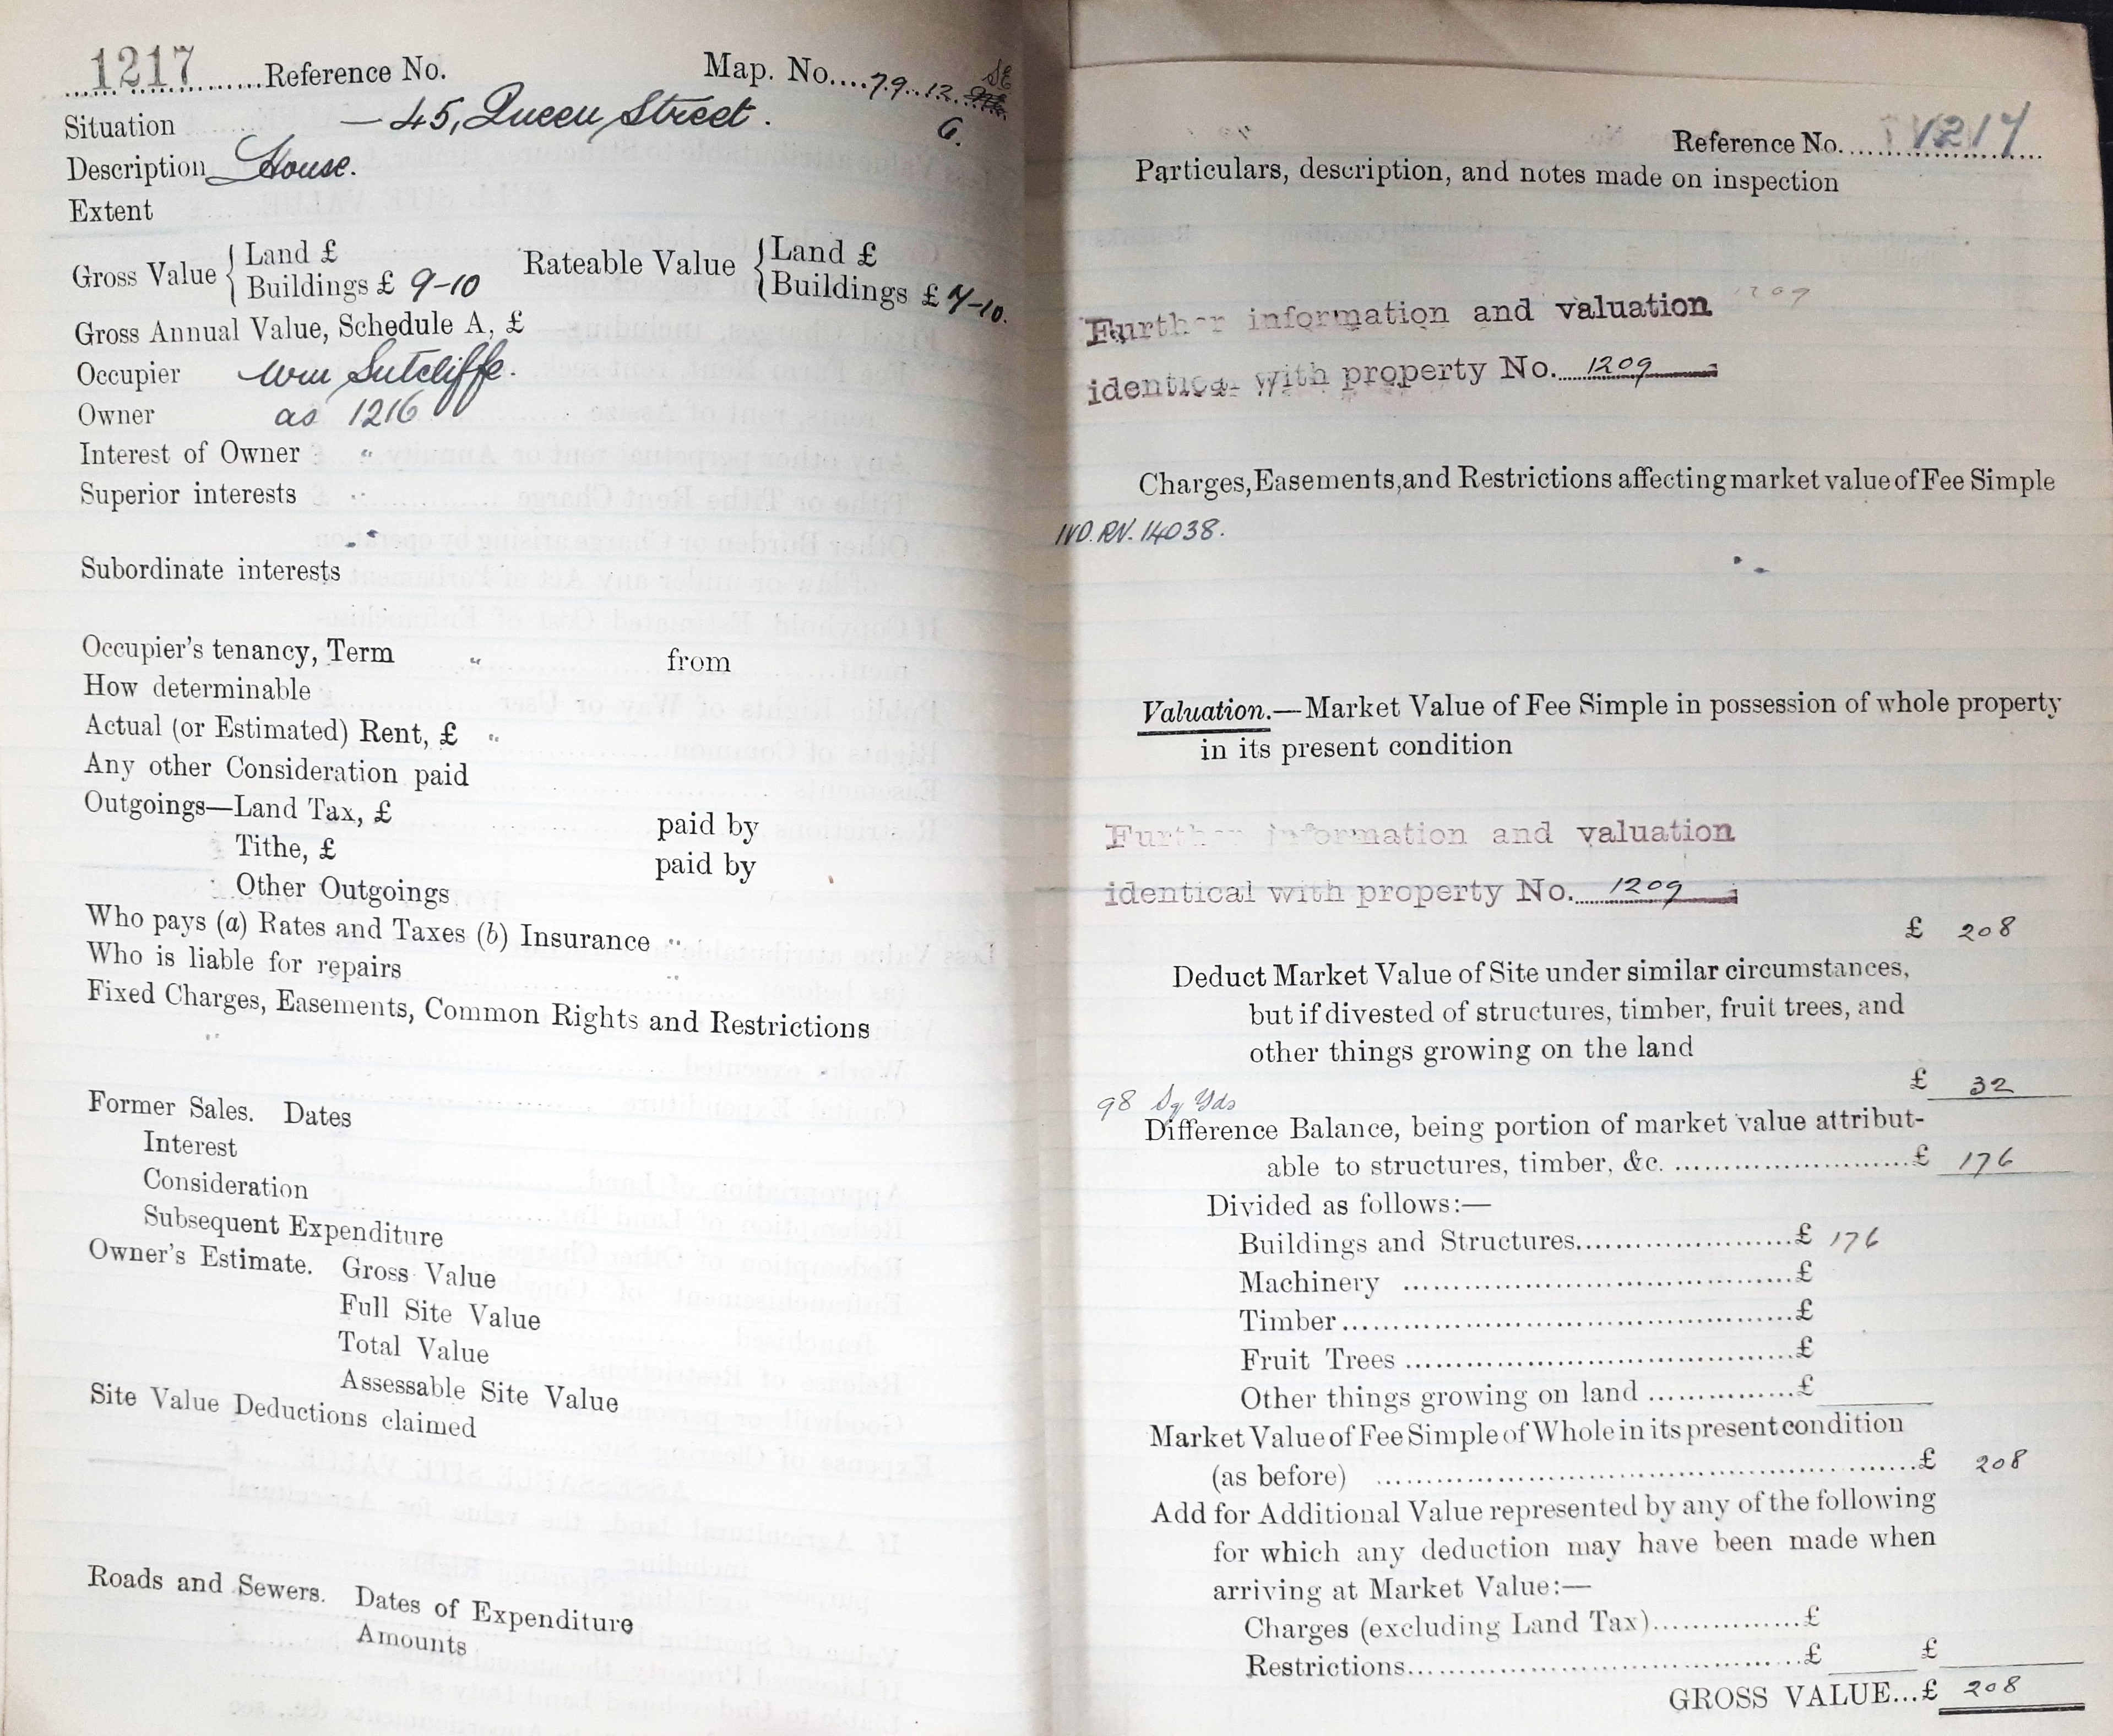 1217 Reference No. Map. No. 79.12. SE
6.
Situation — 45, Queen Street.
Description House.
Extent
Gross Value { Land £
Buildings £ 9-10
Rateable Value { Land £
Buildings £ 7-10.
Gross Annual Value, Schedule A, £
Occupier Wm Sutcliffe.
Owner as 1216
Interest of Owner "
Superior interests "
Subordinate interests
Occupier's tenancy, Term " from
How determinable
Actual (or Estimated) Rent, £ "
Any other Consideration paid
Outgoings—Land Tax, £ paid by
Tithe, £ paid by
Other Outgoings
Who pays (a) Rates and Taxes (b) Insurance "
Who is liable for repairs "
Fixed Charges, Easements, Common Rights and Restrictions
"
Former Sales. Dates
Interest
Consideration
Subsequent Expenditure
Owner's Estimate. Gross Value
Full Site Value
Total Value
Assessable Site Value
Site Value Deductions claimed
Roads and Sewers. Dates of Expenditure
Amounts
Reference No. 1217
Particulars, description, and notes made on inspection
1209
Further information and valuation
identical with property No. 1209
Charges, Easements, and Restrictions affecting market value of Fee Simple
IVD. RN. 14038.
Valuation.—Market Value of Fee Simple in possession of whole property
in its present condition
Further information and valuation
identical with property No. 1209
£ 208
Deduct Market Value of Site under similar circumstances,
but if divested of structures, timber, fruit trees, and
other things growing on the land
£ 32
98 Sq Yds
Difference Balance, being portion of market value attribut-
able to structures, timber, &c. £ 176
Divided as follows:—
Buildings and Structures £ 176
Machinery £
Timber £
Fruit Trees £
Other things growing on land £
Market Value of Fee Simple of Whole in its present condition
(as before) £ 208
Add for Additional Value represented by any of the following
for which any deduction may have been made when
arriving at Market Value:—
Charges (excluding Land Tax) £
Restrictions £ £
GROSS VALUE...£ 208